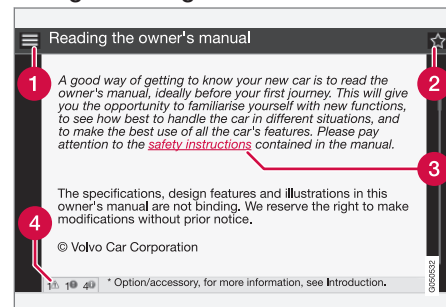 Reading the owner's manual
1
2
A good way of getting to know your new car is to read the
owner's manual, ideally before your first journey. This will give
you the opportunity to familiarise yourself with new functions,
to see how best to handle the car in different situations, and
to make the best use of all the car's features. Please pay
attention to the safety instructions contained in the manual.
3
The specifications, design features and illustrations in this
owner's manual are not binding. We reserve the right to make
modifications without prior notice.
4
© Volvo Car Corporation
1 1 4 * Option/accessory, for more information, see Introduction.
G050532